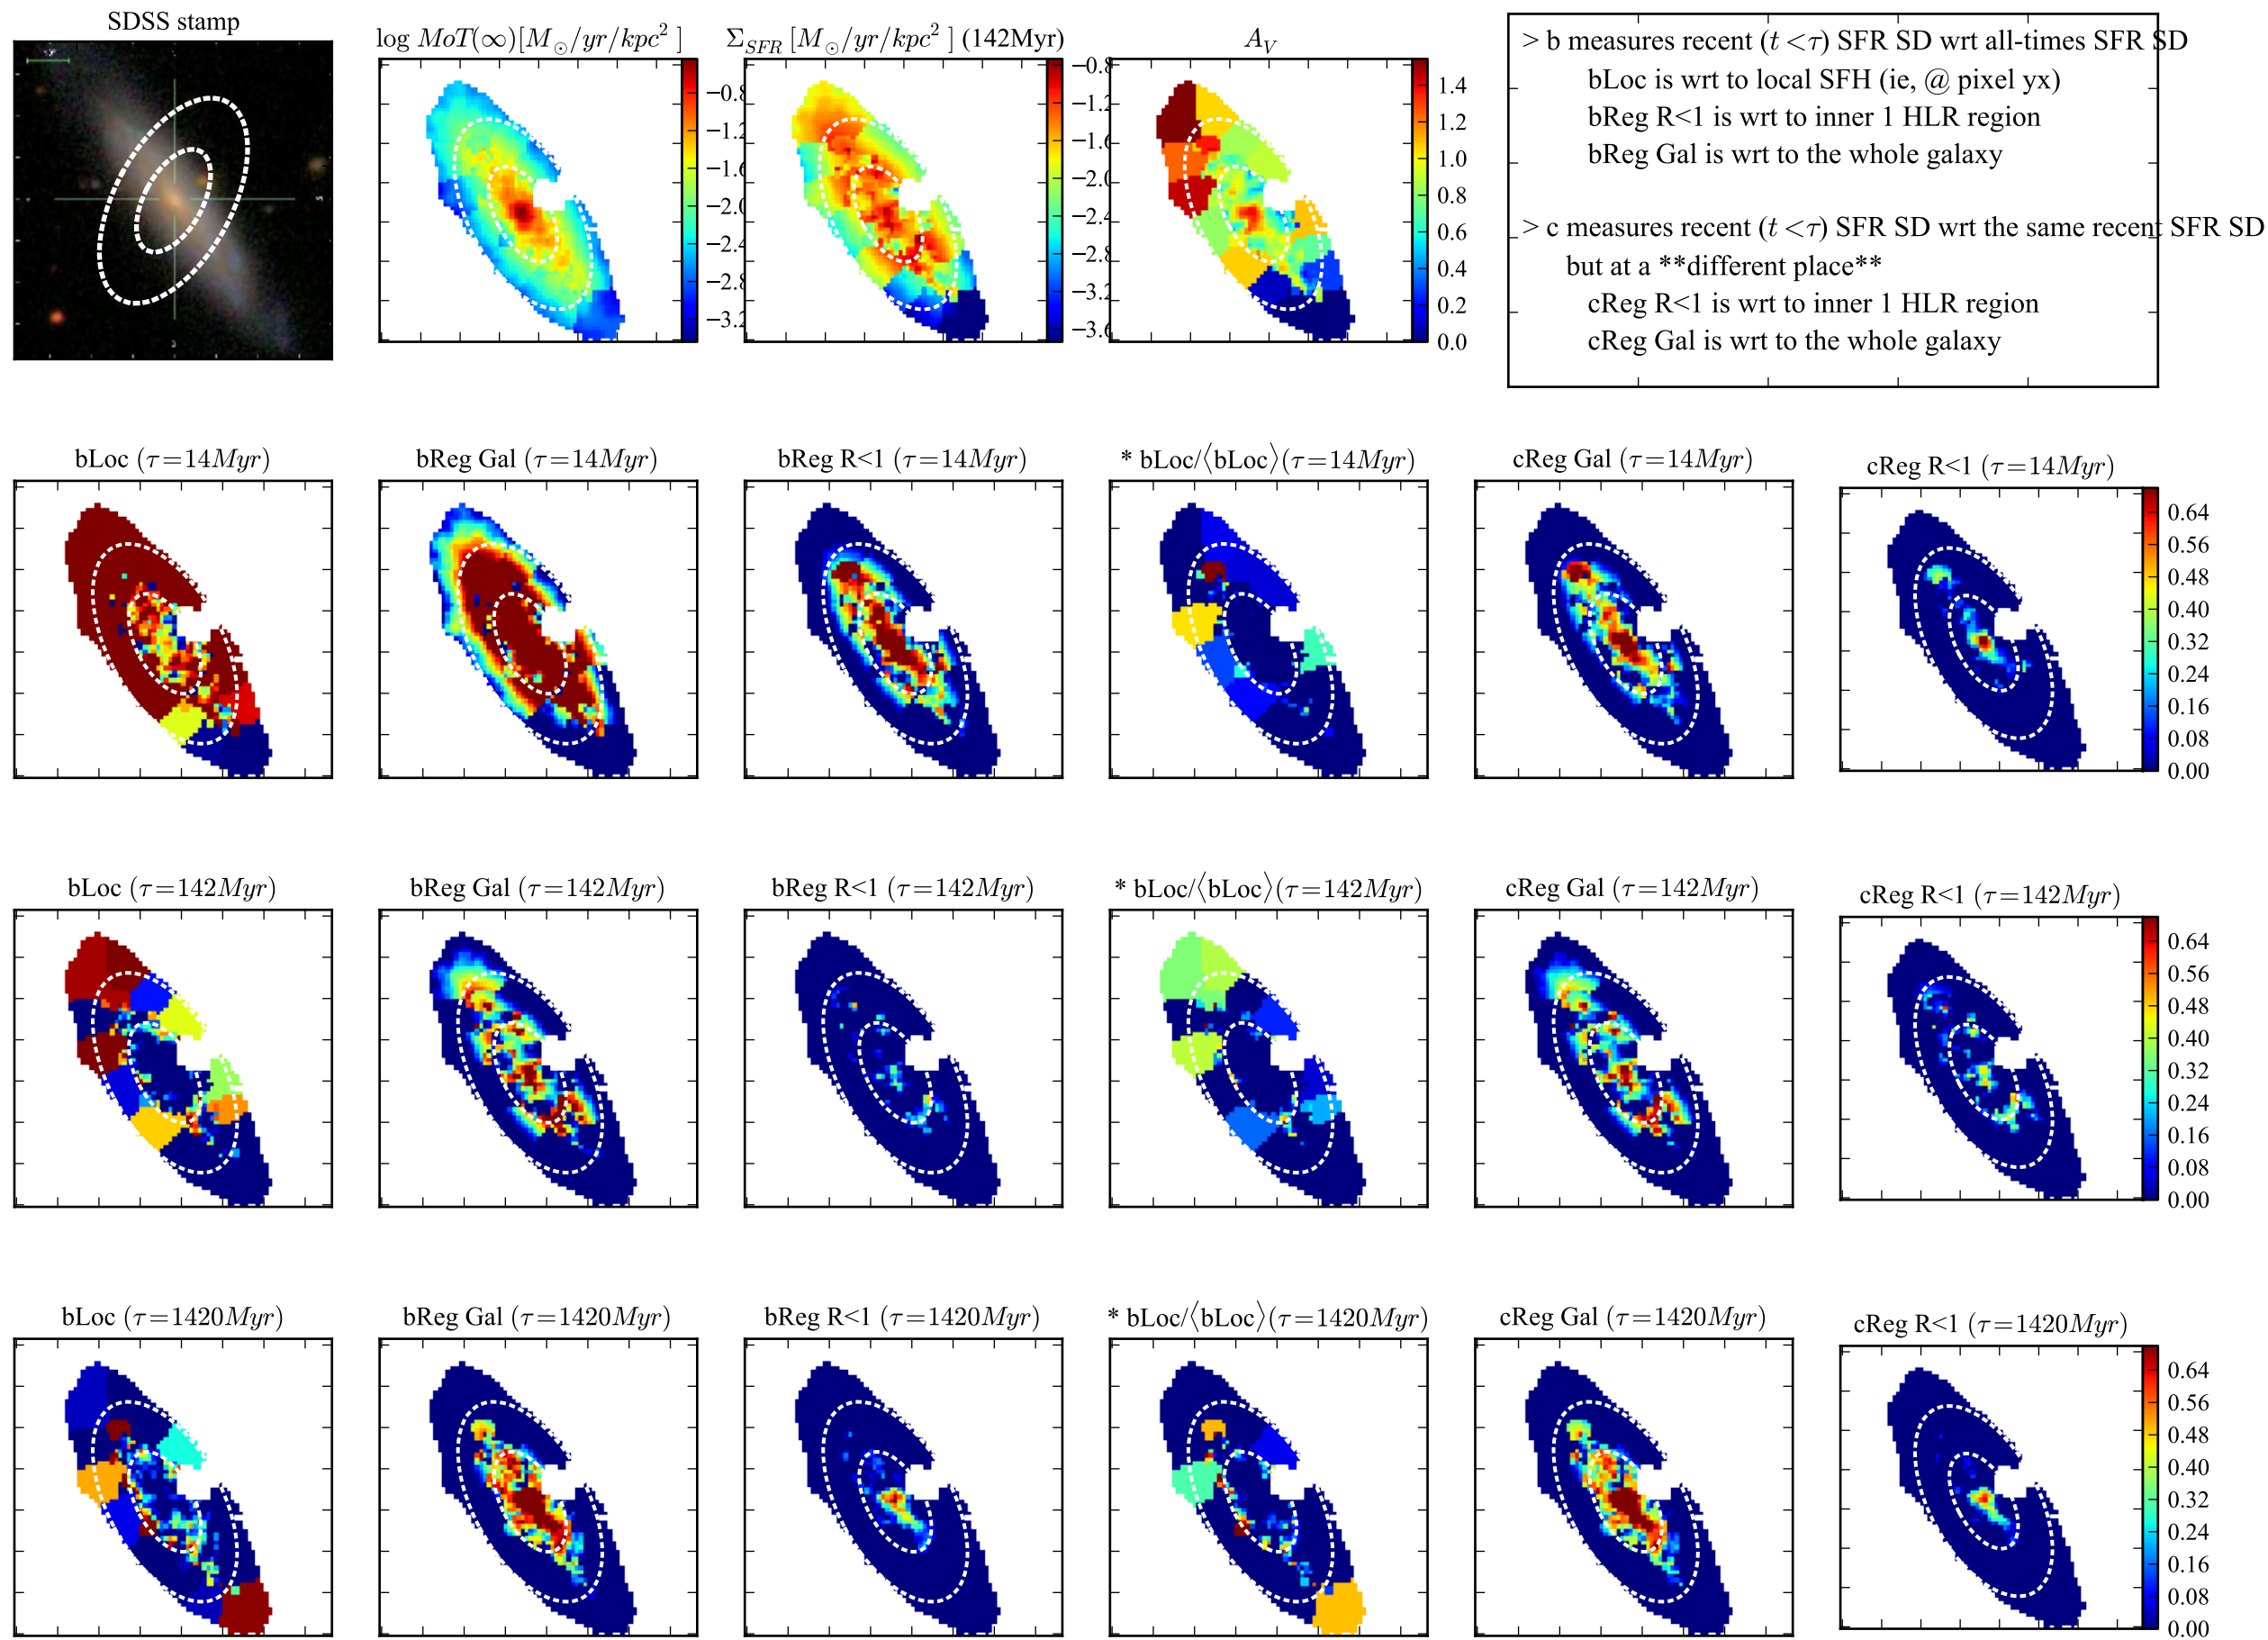 SDSS stamp
log MoT(∞)[M⊙/yr/kpc²]
Σ_SFR [M⊙/yr/kpc²] (142Myr)
A_V
−0.8
−1.2
−1.6
−2.0
−2.4
−2.8
−3.2
−0.8
−1.2
−1.6
−2.0
−2.4
−2.8
−3.2
−3.6
1.4
1.2
1.0
0.8
0.6
0.4
0.2
0.0
> b measures recent (t <τ) SFR SD wrt all-times SFR SD
bLoc is wrt to local SFH (ie, @ pixel yx)
bReg R<1 is wrt to inner 1 HLR region
bReg Gal is wrt to the whole galaxy
> c measures recent (t <τ) SFR SD wrt the same recent SFR SD
but at a **different place**
cReg R<1 is wrt to inner 1 HLR region
cReg Gal is wrt to the whole galaxy
bLoc (τ=14Myr)
bReg Gal (τ=14Myr)
bReg R<1 (τ=14Myr)
* bLoc/⟨bLoc⟩(τ=14Myr)
cReg Gal (τ=14Myr)
cReg R<1 (τ=14Myr)
0.64
0.56
0.48
0.40
0.32
0.24
0.16
0.08
0.00
bLoc (τ=142Myr)
bReg Gal (τ=142Myr)
bReg R<1 (τ=142Myr)
* bLoc/⟨bLoc⟩(τ=142Myr)
cReg Gal (τ=142Myr)
cReg R<1 (τ=142Myr)
0.64
0.56
0.48
0.40
0.32
0.24
0.16
0.08
0.00
bLoc (τ=1420Myr)
bReg Gal (τ=1420Myr)
bReg R<1 (τ=1420Myr)
* bLoc/⟨bLoc⟩(τ=1420Myr)
cReg Gal (τ=1420Myr)
cReg R<1 (τ=1420Myr)
0.64
0.56
0.48
0.40
0.32
0.24
0.16
0.08
0.00